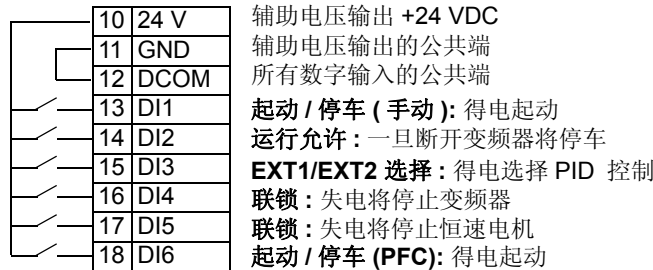 10 24 V 辅助电压输出 +24 VDC
11 GND 辅助电压输出的公共端
12 DCOM 所有数字输入的公共端
13 DI1 起动 / 停车 ( 手动 ): 得电起动
14 DI2 运行允许 : 一旦断开变频器将停车
15 DI3 EXT1/EXT2 选择 : 得电选择 PID 控制
16 DI4 联锁 : 失电将停止变频器
17 DI5 联锁 : 失电将停止恒速电机
18 DI6 起动 / 停车 (PFC): 得电起动